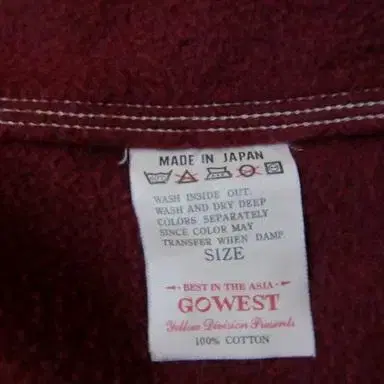 MADE IN JAPAN
WASH INSIDE OUT.
WASH AND DRY DEEP
COLORS SEPARATELY
SINCE COLOR MAY
TRANSFER WHEN DAMP
SIZE
BEST IN THE ASIA
GOWEST
Yellow Division Presents
100% COTTON